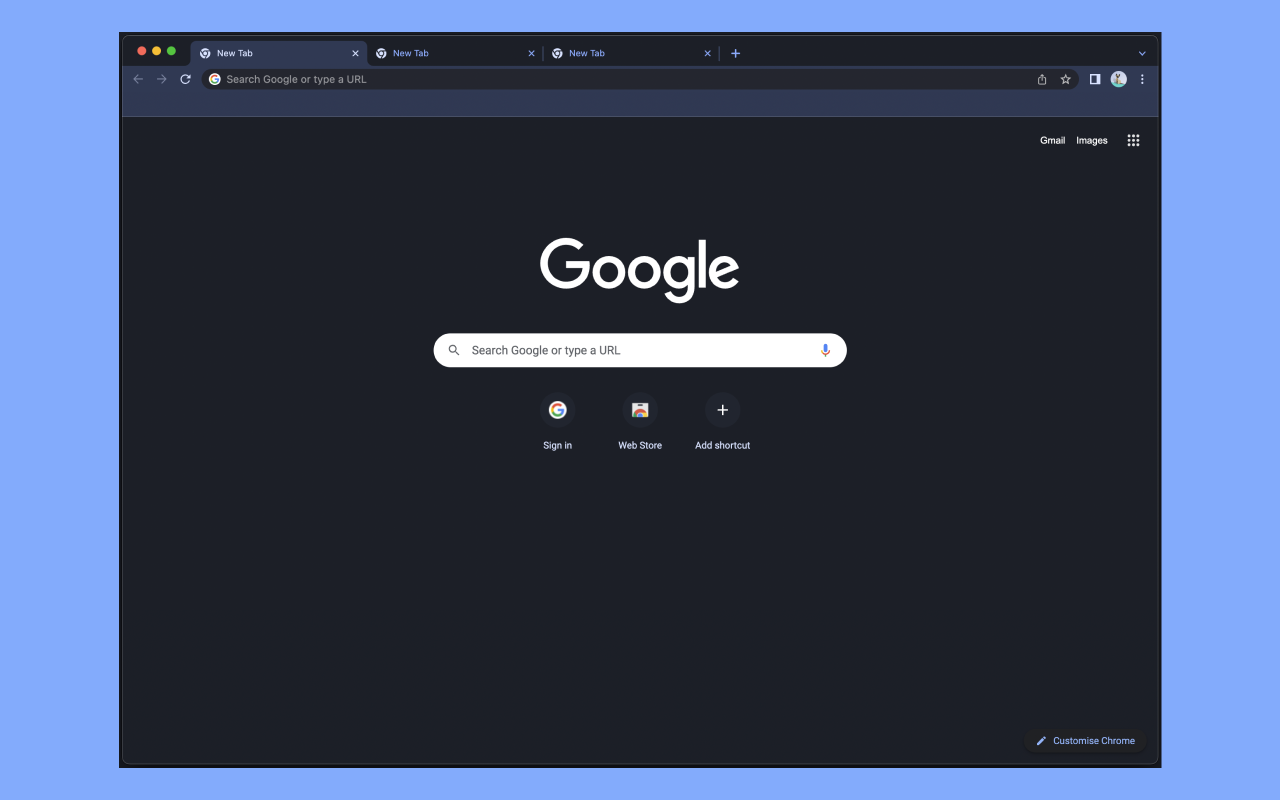 New Tab
New Tab
New Tab
Search Google or type a URL
Gmail
Images
Google
Search Google or type a URL
Sign in
Web Store
Add shortcut
Customise Chrome